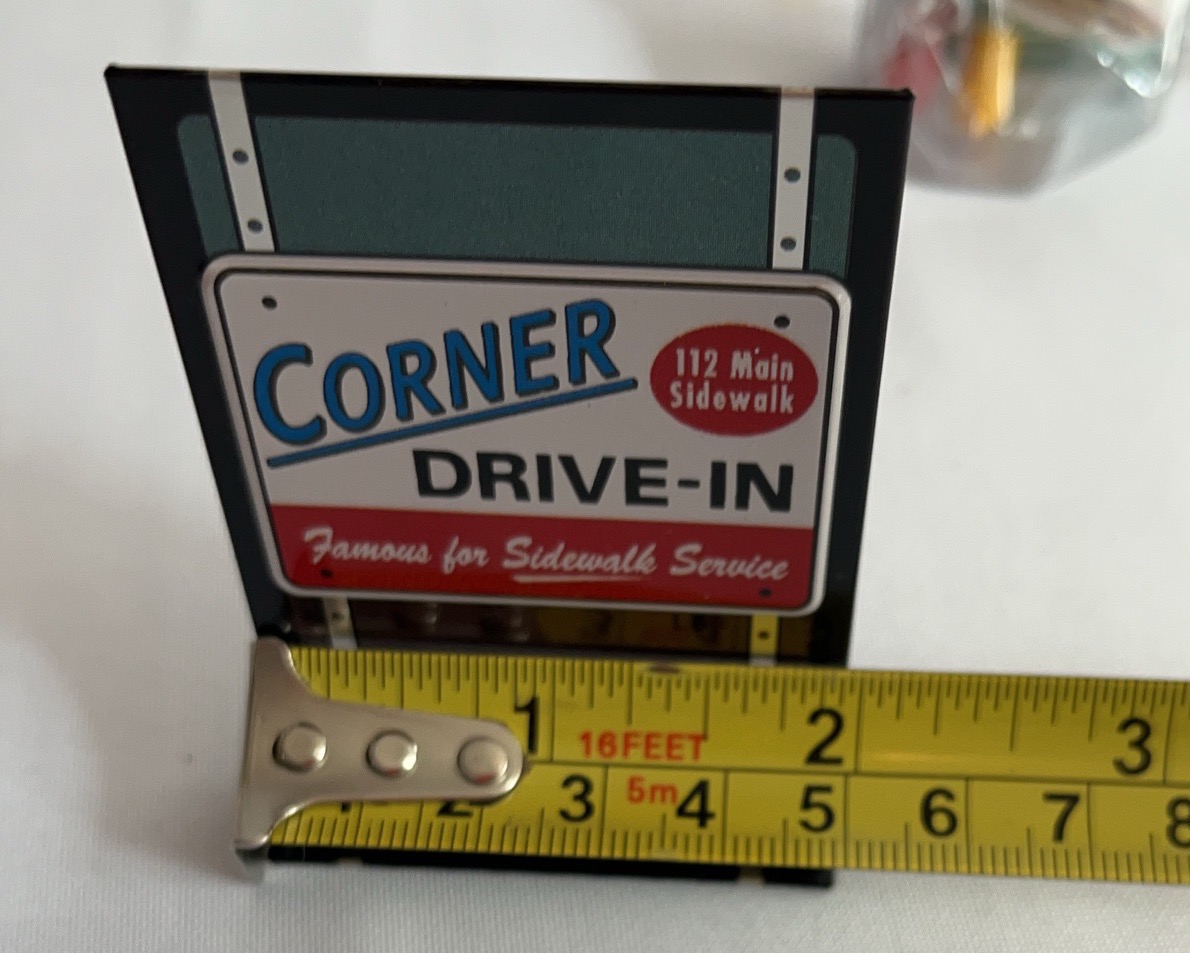 CORNER
112 Main
Sidewalk
DRIVE-IN
Famous for Sidewalk Service
1 2 3
16FEET
5m
2 3 4 5 6 7 8